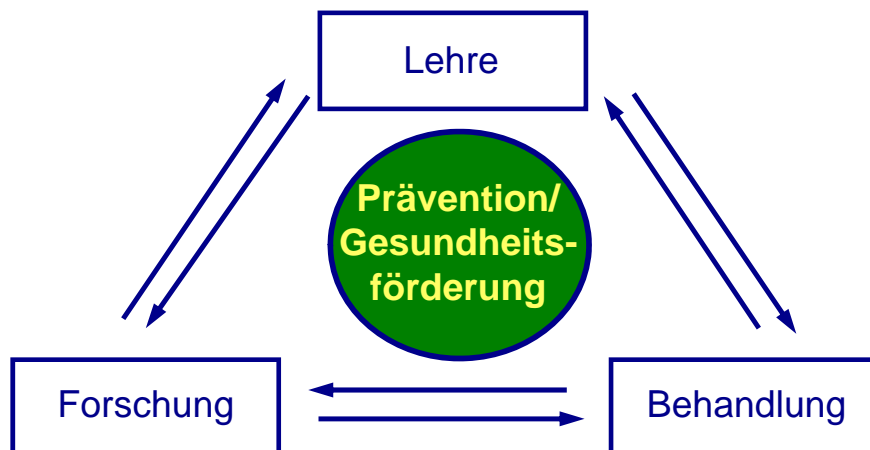 Lehre
Prävention/
Gesundheits-
förderung
Forschung
Behandlung